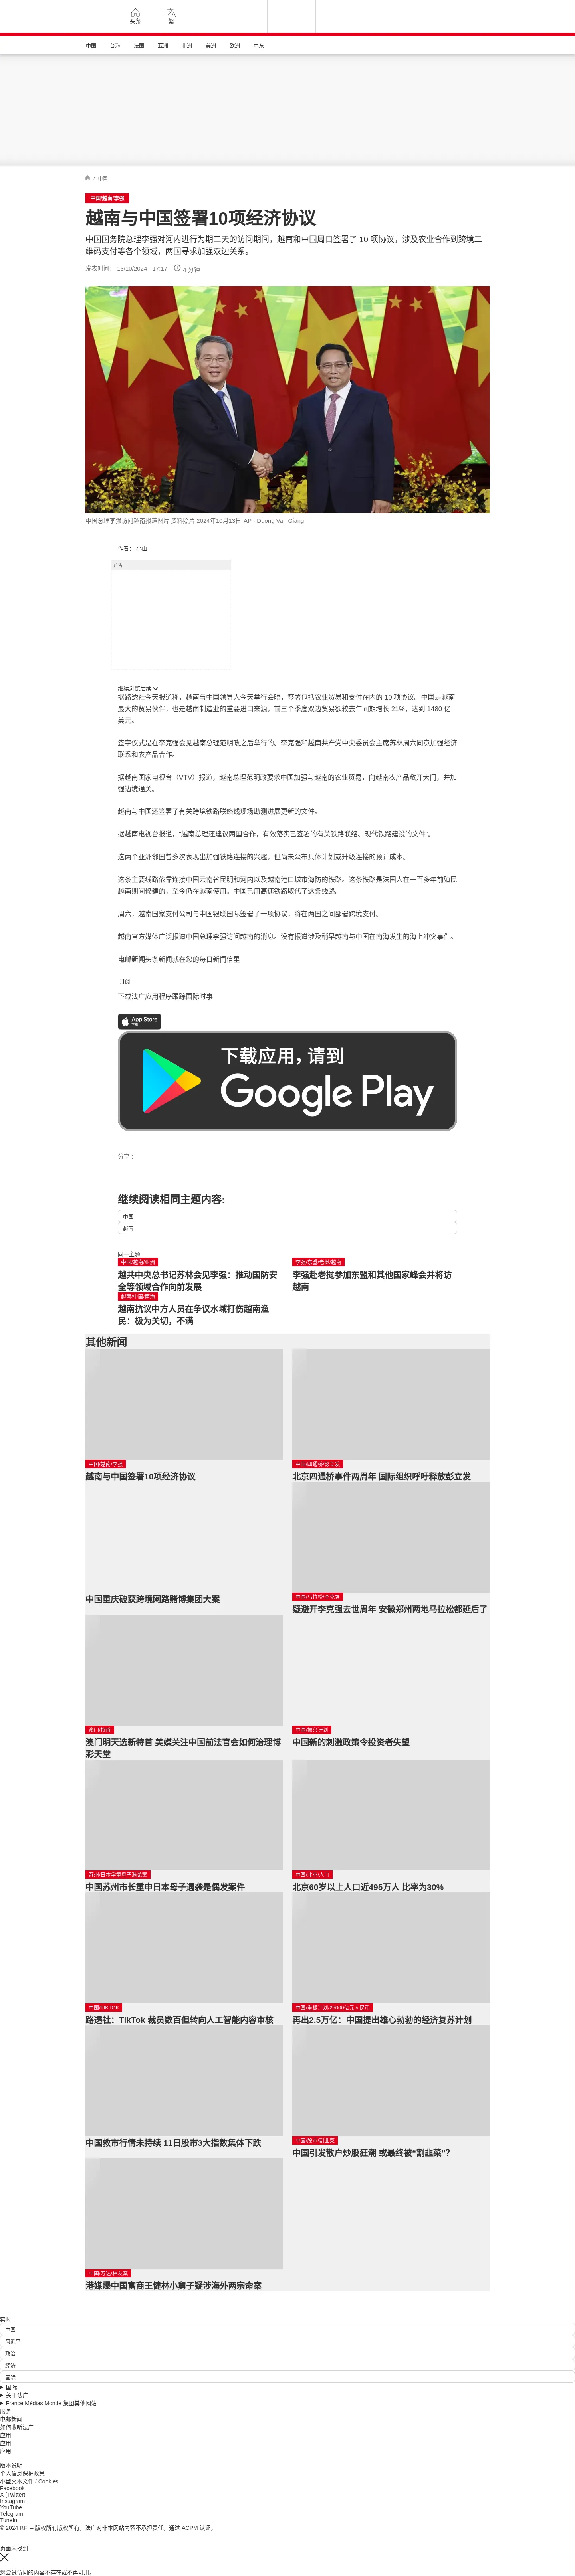 头条
繁
中国
台海
法国
亚洲
非洲
美洲
欧洲
中东
/ 中国
中国/越南/李强
越南与中国签署10项经济协议
中国国务院总理李强对河内进行为期三天的访问期间，越南和中国周日签署了 10 项协议，涉及农业合作到跨境二
维码支付等各个领域，两国寻求加强双边关系。
发表时间： 13/10/2024 - 17:17
4 分钟
中国总理李强访问越南报道图片 资料照片 2024年10月13日 AP - Duong Van Giang
作者： 小山
广告
继续浏览后续
据路透社今天报道称，越南与中国领导人今天举行会晤，签署包括农业贸易和支付在内的 10 项协议。中国是越南
最大的贸易伙伴，也是越南制造业的重要进口来源，前三个季度双边贸易额较去年同期增长 21%，达到 1480 亿
美元。
签字仪式是在李克强会见越南总理范明政之后举行的。李克强和越南共产党中央委员会主席苏林周六同意加强经济
联系和农产品合作。
据越南国家电视台（VTV）报道，越南总理范明政要求中国加强与越南的农业贸易，向越南农产品敞开大门，并加
强边境通关。
越南与中国还签署了有关跨境铁路联络线现场勘测进展更新的文件。
据越南电视台报道，“越南总理还建议两国合作，有效落实已签署的有关铁路联络、现代铁路建设的文件”。
这两个亚洲邻国曾多次表现出加强铁路连接的兴趣，但尚未公布具体计划或升级连接的预计成本。
这条主要线路依靠连接中国云南省昆明和河内以及越南港口城市海防的铁路。这条铁路是法国人在一百多年前殖民
越南期间修建的，至今仍在越南使用。中国已用高速铁路取代了这条线路。
周六，越南国家支付公司与中国银联国际签署了一项协议，将在两国之间部署跨境支付。
越南官方媒体广泛报道中国总理李强访问越南的消息。没有报道涉及稍早越南与中国在南海发生的海上冲突事件。
电邮新闻头条新闻就在您的每日新闻信里
订阅
下载法广应用程序跟踪国际时事
App Store
下载应用，请到
Google Play
分享 :
继续阅读相同主题内容:
中国
越南
同一主题
中国/越南/亚洲
越共中央总书记苏林会见李强：推动国防安
全等领域合作向前发展
李强/东盟/老挝/越南
李强赴老挝参加东盟和其他国家峰会并将访
越南
越南/中国/南海
越南抗议中方人员在争议水域打伤越南渔
民：极为关切，不满
其他新闻
中国/越南/李强
越南与中国签署10项经济协议
中国/四通桥/彭立发
北京四通桥事件两周年 国际组织呼吁释放彭立发
中国重庆破获跨境网路赌博集团大案
中国/马拉松/李克强
疑避开李克强去世周年 安徽郑州两地马拉松都延后了
澳门/特首
澳门明天选新特首 美媒关注中国前法官会如何治理博
彩天堂
中国/振兴计划
中国新的刺激政策令投资者失望
苏州/日本学童母子遇袭案
中国苏州市长重申日本母子遇袭是偶发案件
中国/北京/人口
北京60岁以上人口近495万人 比率为30%
中国/TIKTOK
路透社：TikTok 裁员数百但转向人工智能内容审核
中国/重振计划/25000亿元人民币
再出2.5万亿：中国提出雄心勃勃的经济复苏计划
中国救市行情未持续 11日股市3大指数集体下跌
中国/股市/割韭菜
中国引发散户炒股狂潮 或最终被“割韭菜”？
中国/万达/林友宽
港媒爆中国富商王健林小舅子疑涉海外两宗命案
实时
中国
习近平
政治
经济
国际
国际
关于法广
France Médias Monde 集团其他网站
服务
电邮新闻
如何收听法广
应用
应用
应用
版本说明
个人信息保护政策
小型文本文件 / Cookies
Facebook
X (Twitter)
Instagram
YouTube
Telegram
TuneIn
© 2024 RFI – 版权所有版权所有。法广对非本网站内容不承担责任。通过 ACPM 认证。
页面未找到
您尝试访问的内容不存在或不再可用。